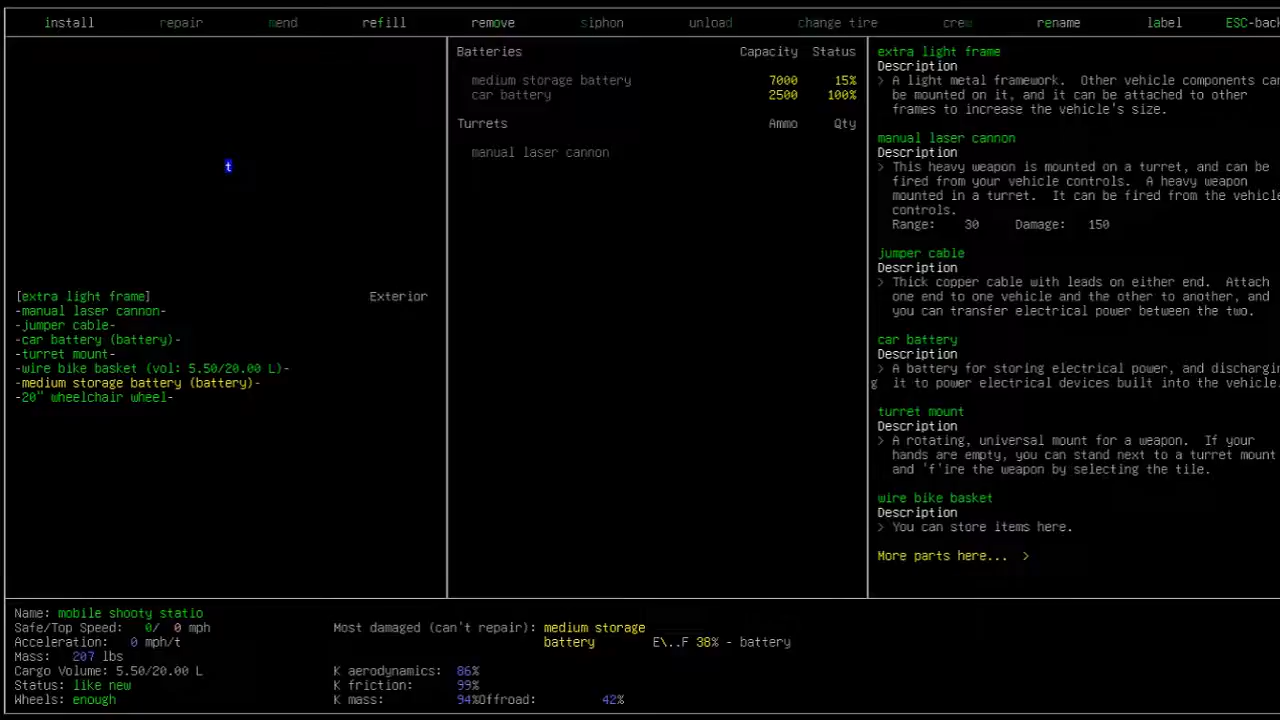 install repair mend refill remove siphon unload change tire crew rename label ESC-back
t
[extra light frame] Exterior
-manual laser cannon-
-jumper cable-
-car battery (battery)-
-turret mount-
-wire bike basket (vol: 5.50/20.00 L)-
-medium storage battery (battery)-
-20" wheelchair wheel-
Batteries Capacity Status
medium storage battery 7000 15%
car battery 2500 100%
Turrets Ammo Qty
manual laser cannon
extra light frame
Description
> A light metal framework. Other vehicle components can
be mounted on it, and it can be attached to other
frames to increase the vehicle's size.
manual laser cannon
Description
> This heavy weapon is mounted on a turret, and can be
fired from your vehicle controls. A heavy weapon
mounted in a turret. It can be fired from the vehicle
controls.
Range: 30 Damage: 150
jumper cable
Description
> Thick copper cable with leads on either end. Attach
one end to one vehicle and the other to another, and
you can transfer electrical power between the two.
car battery
Description
> A battery for storing electrical power, and dischargin
g it to power electrical devices built into the vehicle.
turret mount
Description
> A rotating, universal mount for a weapon. If your
hands are empty, you can stand next to a turret mount
and 'f'ire the weapon by selecting the tile.
wire bike basket
Description
> You can store items here.
More parts here... >
Name: mobile shooty statio
Safe/Top Speed: 0/ 0 mph
Acceleration: 0 mph/t
Mass: 207 lbs
Cargo Volume: 5.50/20.00 L
Status: like new
Wheels: enough
Most damaged (can't repair): medium storage
battery
K aerodynamics: 86%
K friction: 99%
K mass: 94%Offroad: 42%
E\..F 38% - battery